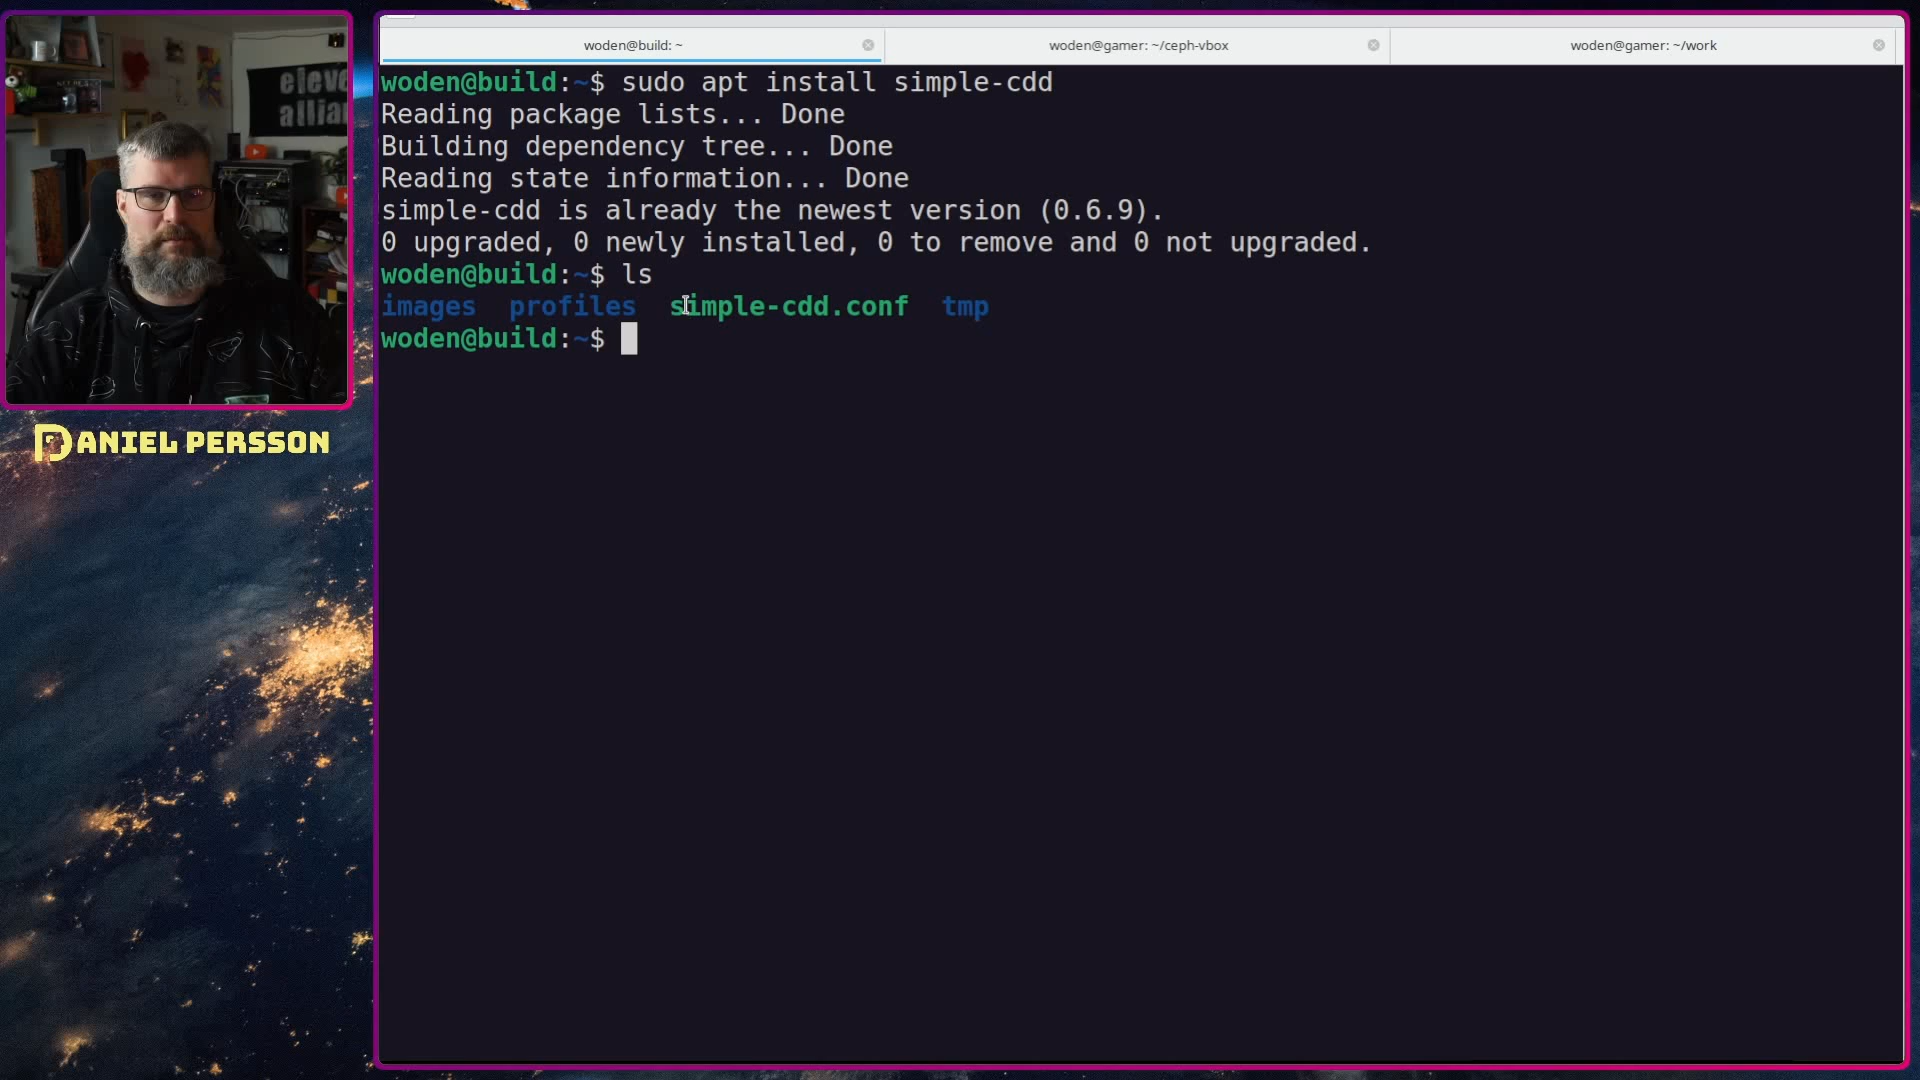 eleve
allia
DANIEL PERSSON
woden@build: ~
woden@gamer: ~/ceph-vbox
woden@gamer: ~/work
woden@build:~$ sudo apt install simple-cdd
Reading package lists... Done
Building dependency tree... Done
Reading state information... Done
simple-cdd is already the newest version (0.6.9).
0 upgraded, 0 newly installed, 0 to remove and 0 not upgraded.
woden@build:~$ ls
images  profiles  simple-cdd.conf  tmp
woden@build:~$